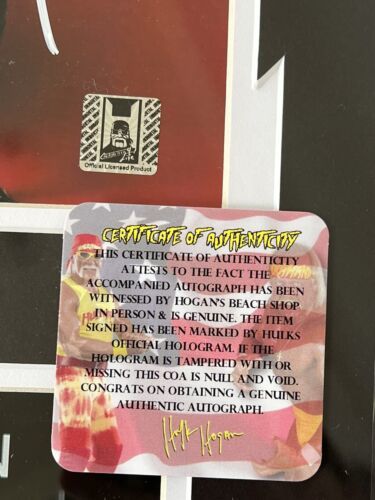 Official Licensed Product
CERTIFICATE OF AUTHENTICITY
THIS CERTIFICATE OF AUTHENTICITY
ATTESTS TO THE FACT THE
ACCOMPANIED AUTOGRAPH HAS BEEN
WITNESSED BY HOGAN'S BEACH SHOP
IN PERSON & IS GENUINE. THE ITEM
SIGNED HAS BEEN MARKED BY HULKS
OFFICIAL HOLOGRAM. IF THE
HOLOGRAM IS TAMPERED WITH OR
MISSING THIS COA IS NULL AND VOID.
CONGRATS ON OBTAINING A GENUINE
AUTHENTIC AUTOGRAPH.
Hulk Hogan
N